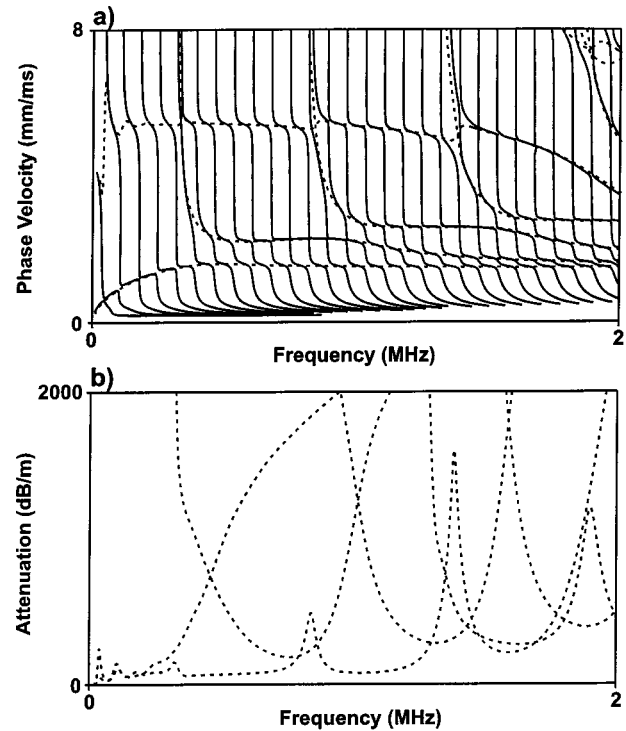 a)
8
Phase Velocity (mm/ms)
0
0
2
Frequency (MHz)
b)
2000
Attenuation (dB/m)
0
0
2
Frequency (MHz)